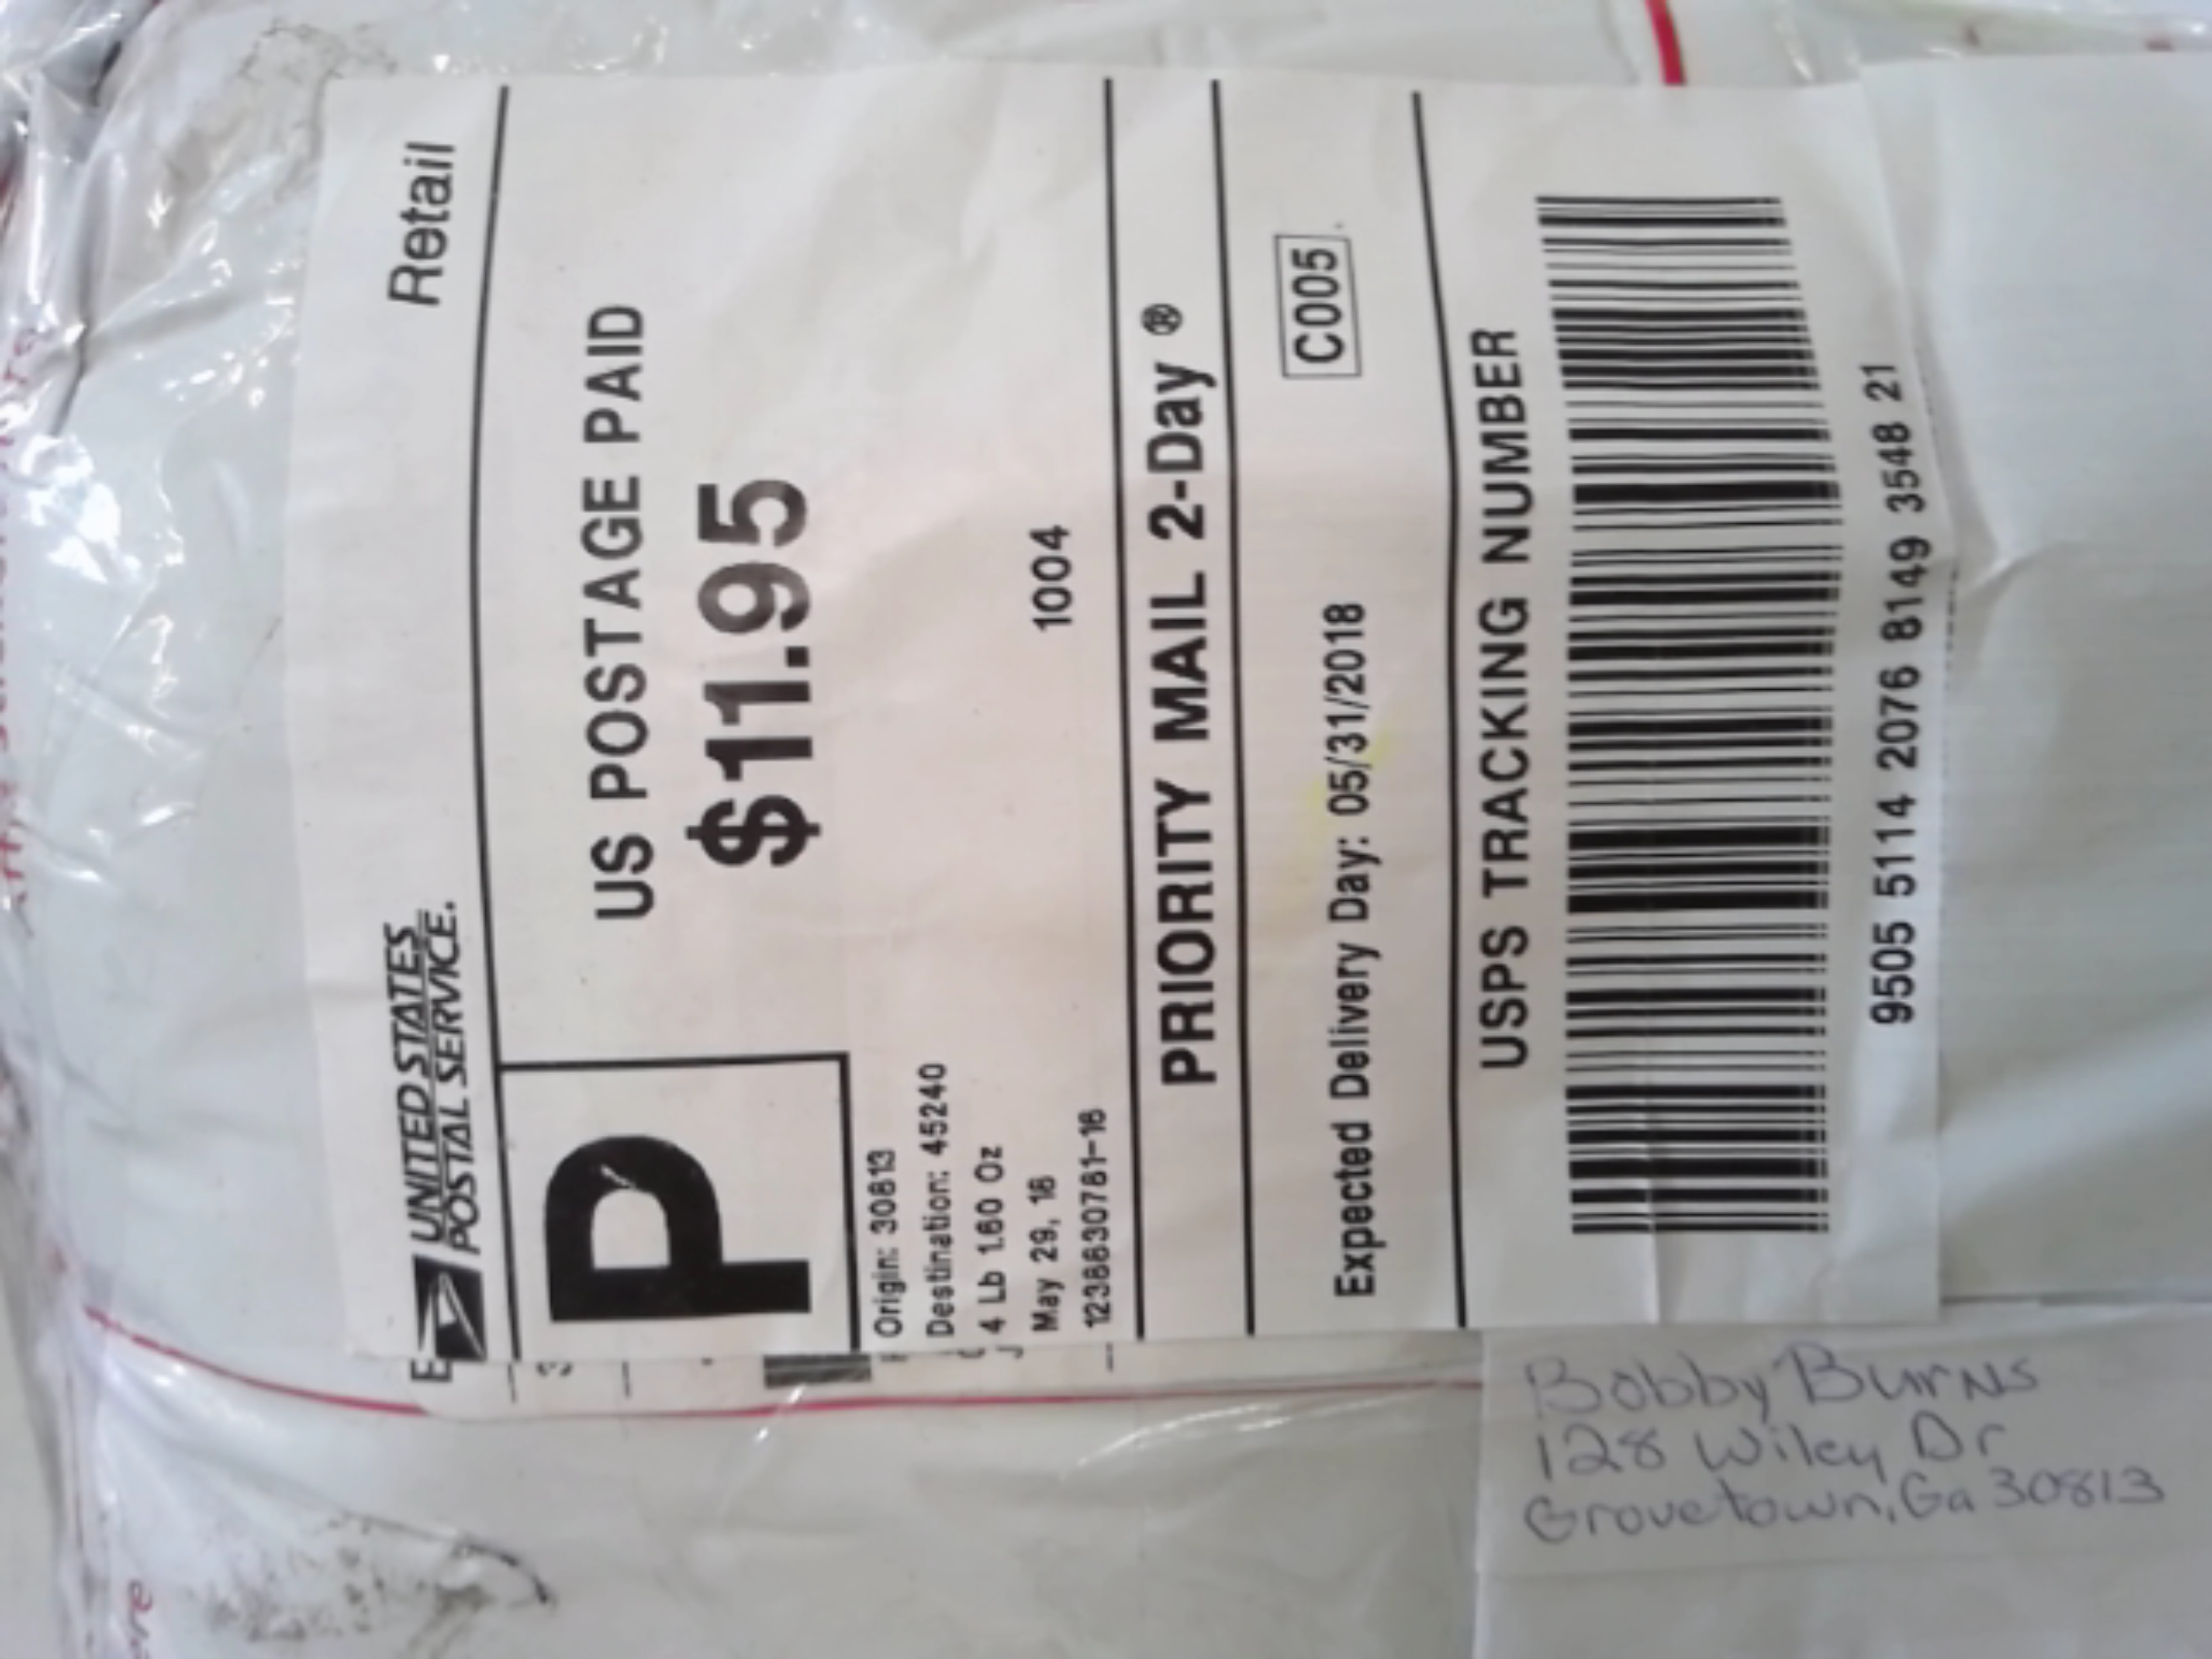 UNITED STATES
POSTAL SERVICE.
Retail
P
US POSTAGE PAID
$11.95
Origin: 30813
Destination: 45240
4 Lb 1.60 Oz
May 29, 18
1238630781-16
1004
PRIORITY MAIL 2-Day ®
Expected Delivery Day: 05/31/2018
C005
USPS TRACKING NUMBER
9505 5114 2076 8149 3548 21
Bobby Burns
128 Wiley Dr
Grovetown, Ga 30813